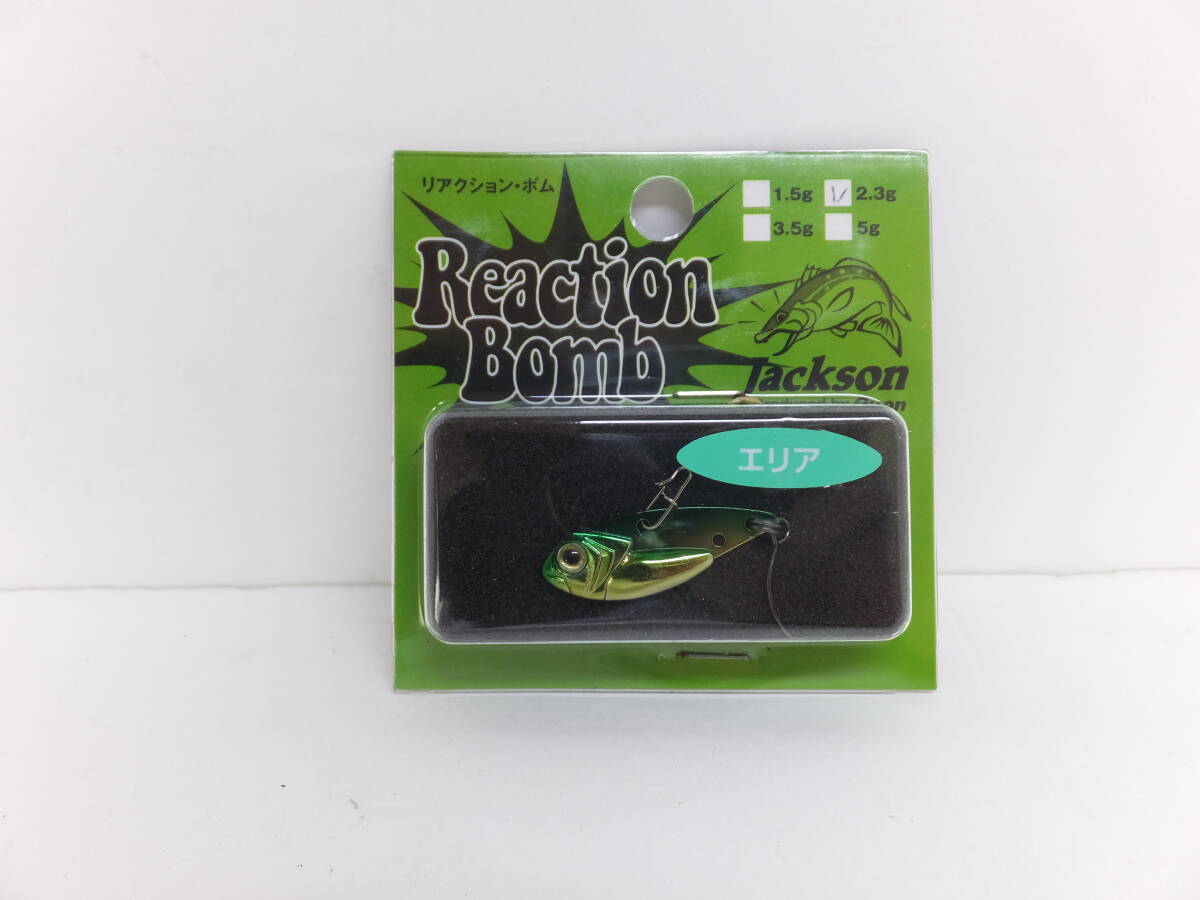 リアクション・ボム
1.5g 2.3g
3.5g 5g
Reaction
Bomb
Jackson
by
エリア